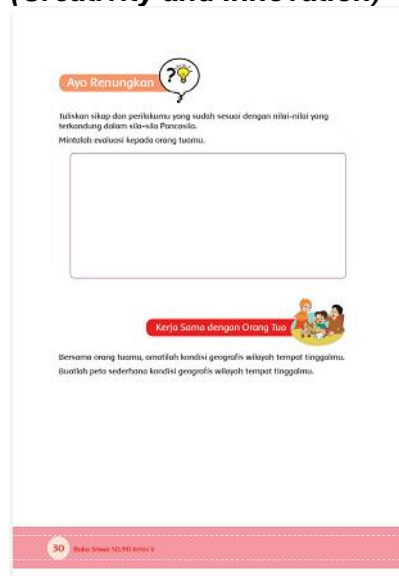 (Creativity and Innovation)
Ayo Renungkan
?
Tuliskan sikap dan perilakumu yang sudah sesuai dengan nilai-nilai yang
terkandung dalam sila-sila Pancasila.
Mintalah evaluasi kepada orang tuamu.
Kerja Sama dengan Orang Tua
Bersama orang tuamu, amatilah kondisi geografis wilayah tempat tinggalmu.
Buatlah peta sederhana kondisi geografis wilayah tempat tinggalmu.
30 Buku Siswa SD/MI Kelas V